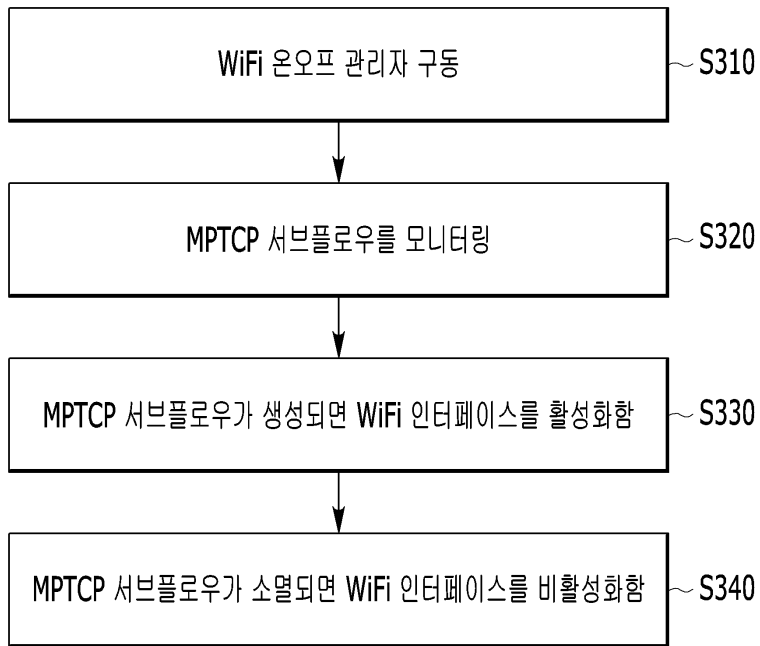 WiFi 온오프 관리자 구동
S310
MPTCP 서브플로우를 모니터링
S320
MPTCP 서브플로우가 생성되면 WiFi 인터페이스를 활성화함
S330
MPTCP 서브플로우가 소멸되면 WiFi 인터페이스를 비활성화함
S340